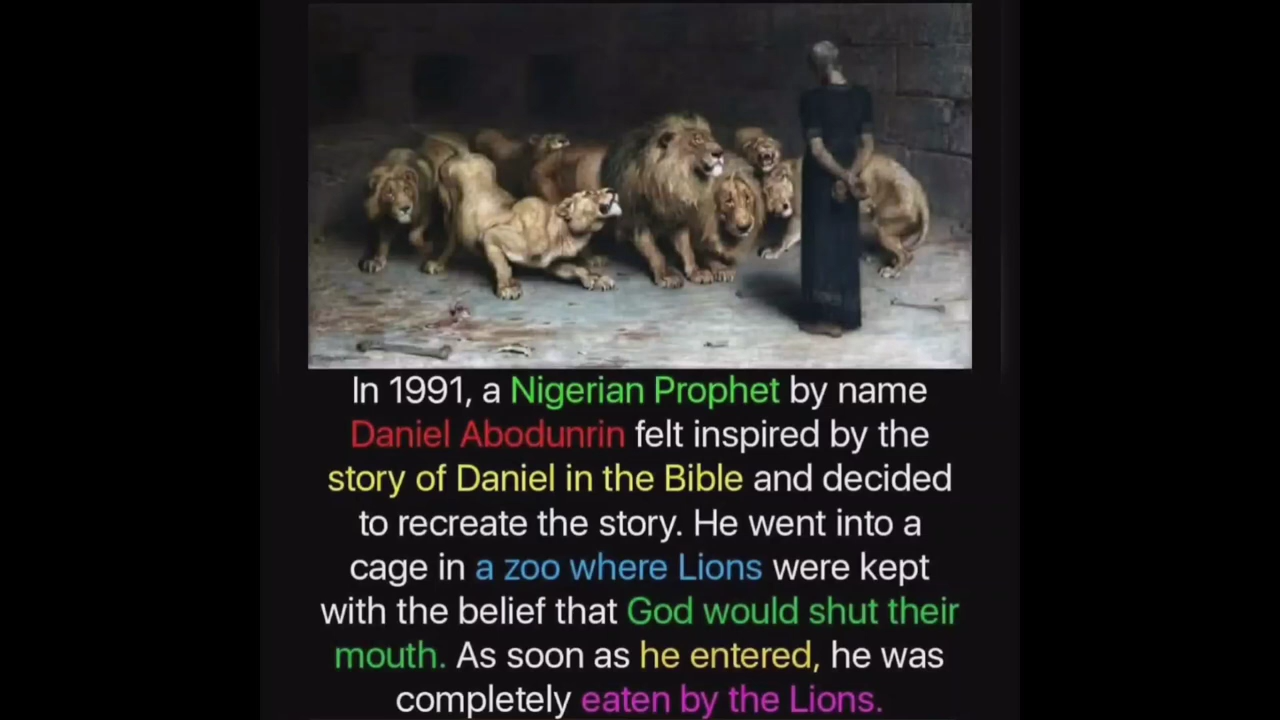 In 1991, a Nigerian Prophet by name
Daniel Abodunrin felt inspired by the
story of Daniel in the Bible and decided
to recreate the story. He went into a
cage in a zoo where Lions were kept
with the belief that God would shut their
mouth. As soon as he entered, he was
completely eaten by the Lions.